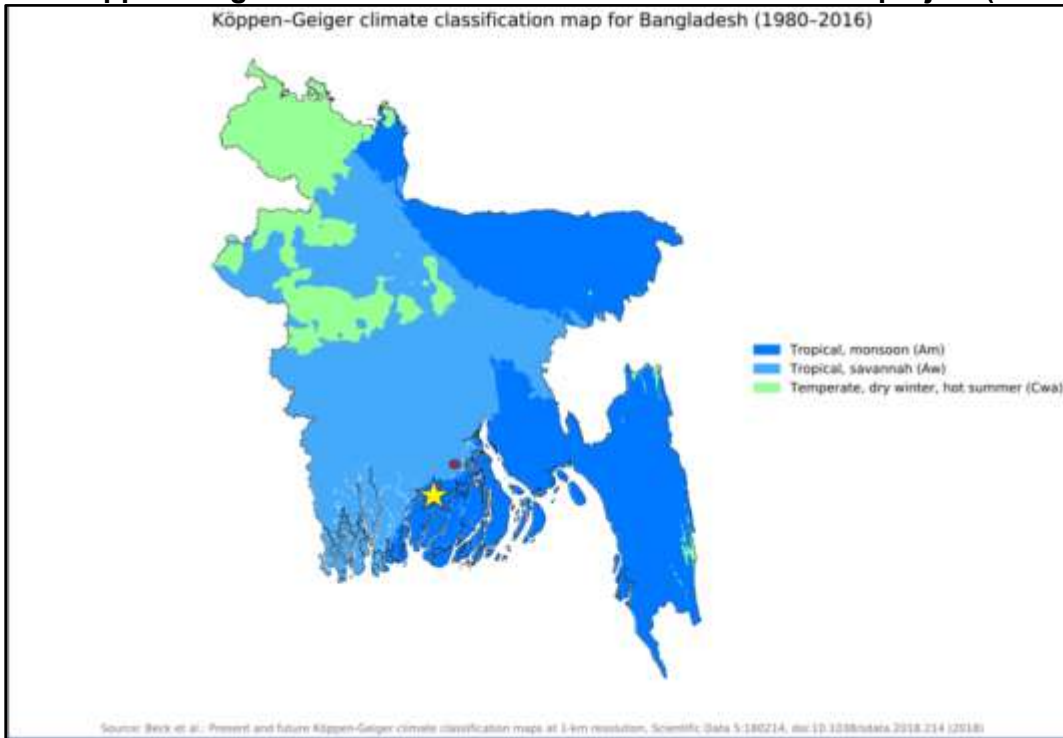 Köppen–Geiger climate classification map for Bangladesh (1980–2016)
Tropical, monsoon (Am)
Tropical, savannah (Aw)
Temperate, dry winter, hot summer (Cwa)
Source: Beck et al.: Present and future Köppen-Geiger climate classification maps at 1-km resolution, Scientific Data 5:180214, doi:10.1038/sdata.2018.214 (2018)